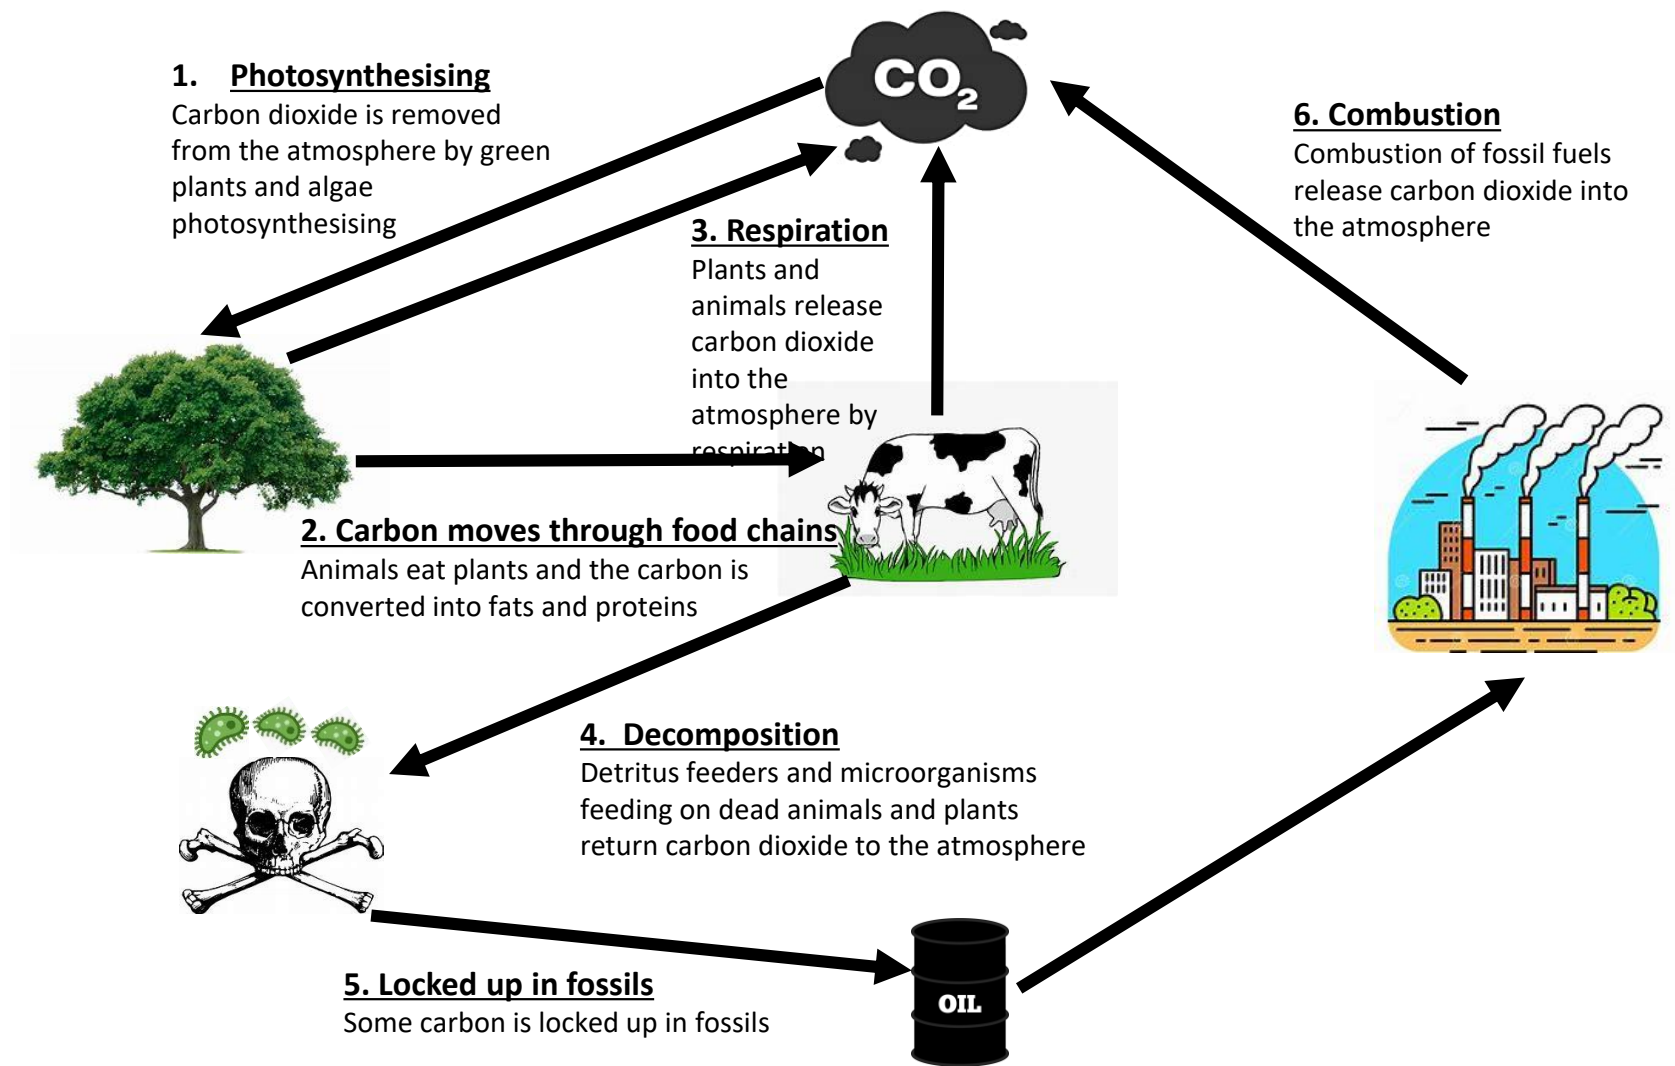 CO2
1. Photosynthesising
Carbon dioxide is removed
from the atmosphere by green
plants and algae
photosynthesising
6. Combustion
Combustion of fossil fuels
release carbon dioxide into
the atmosphere
3. Respiration
Plants and
animals release
carbon dioxide
into the
atmosphere by
respiration
2. Carbon moves through food chains
Animals eat plants and the carbon is
converted into fats and proteins
4. Decomposition
Detritus feeders and microorganisms
feeding on dead animals and plants
return carbon dioxide to the atmosphere
5. Locked up in fossils
Some carbon is locked up in fossils
OIL